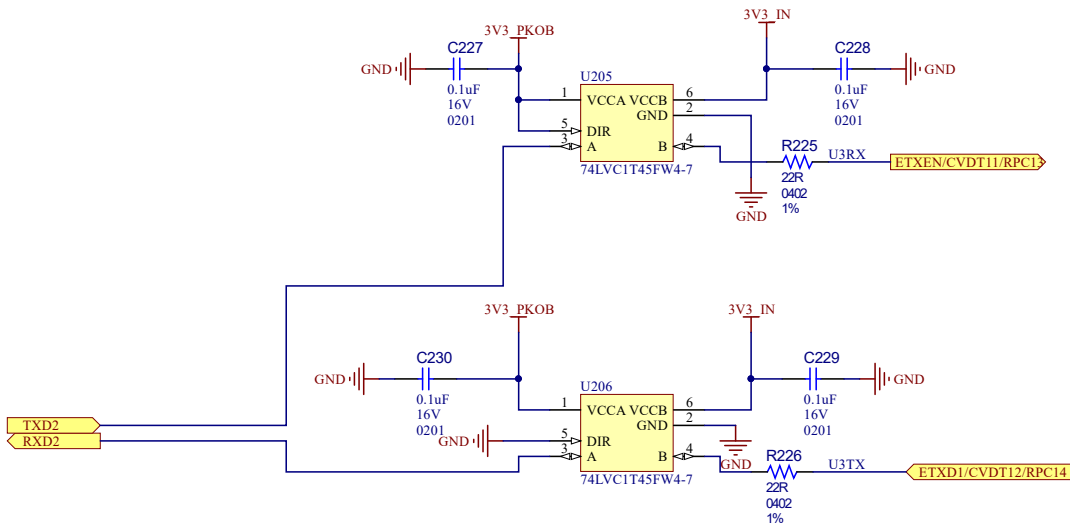 3V3_PKOB
3V3_IN
C227
C228
GND
GND
0.1uF
16V
0201
0.1uF
16V
0201
U205
1
VCCA
VCCB
6
GND
2
5
DIR
3
A
B
4
74LVC1T45FW4-7
R225
U3RX
ETXEN/CVDT11/RPC13
22R
0402
1%
GND
3V3_PKOB
3V3_IN
C230
C229
GND
GND
0.1uF
16V
0201
0.1uF
16V
0201
U206
1
VCCA
VCCB
6
GND
2
GND
5
DIR
3
A
B
4
74LVC1T45FW4-7
GND
R226
U3TX
ETXD1/CVDT12/RPC14
22R
0402
1%
TXD2
RXD2